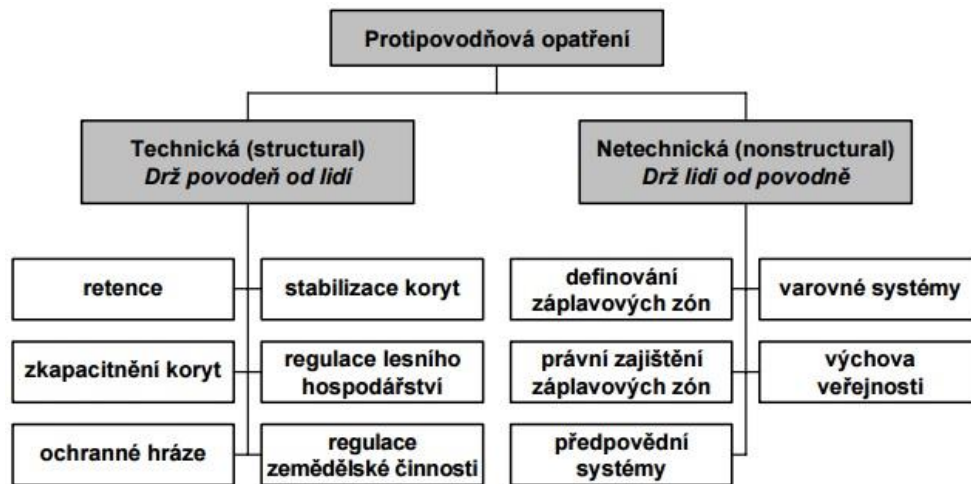 Protipovodňová opatření
Technická (structural)
Drž povodeň od lidí
Netechnická (nonstructural)
Drž lidi od povodně
retence
stabilizace koryt
zkapacitnění koryt
regulace lesního
hospodářství
ochranné hráze
regulace
zemědělské činnosti
definování
záplavových zón
varovné systémy
právní zajištění
záplavových zón
výchova
veřejnosti
předpovědní
systémy